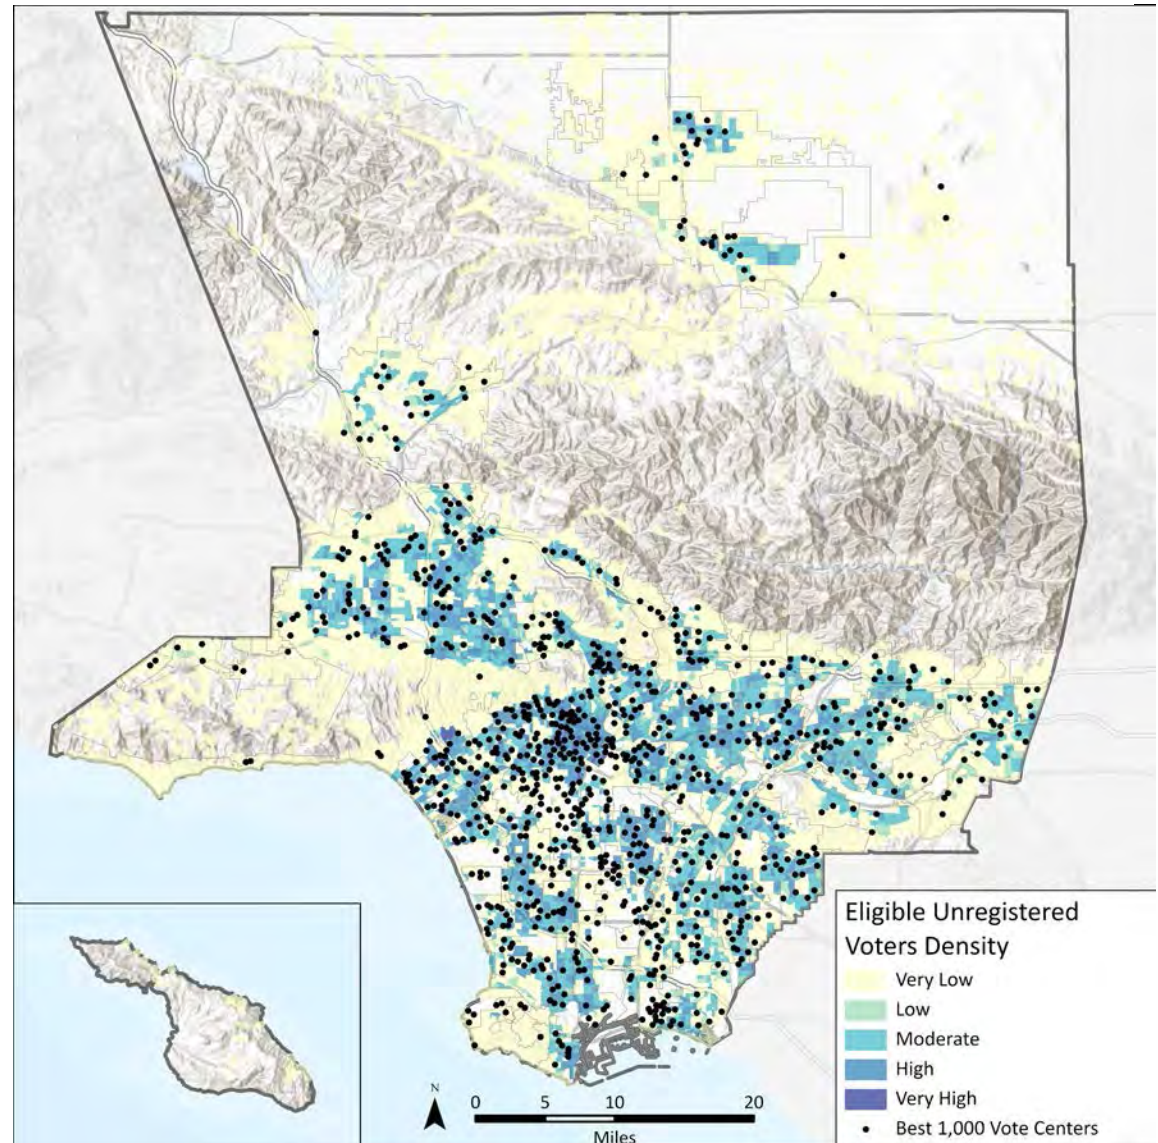 Eligible Unregistered
Voters Density
Very Low
Low
Moderate
High
Very High
Best 1,000 Vote Centers
N
0 5 10 20
Miles